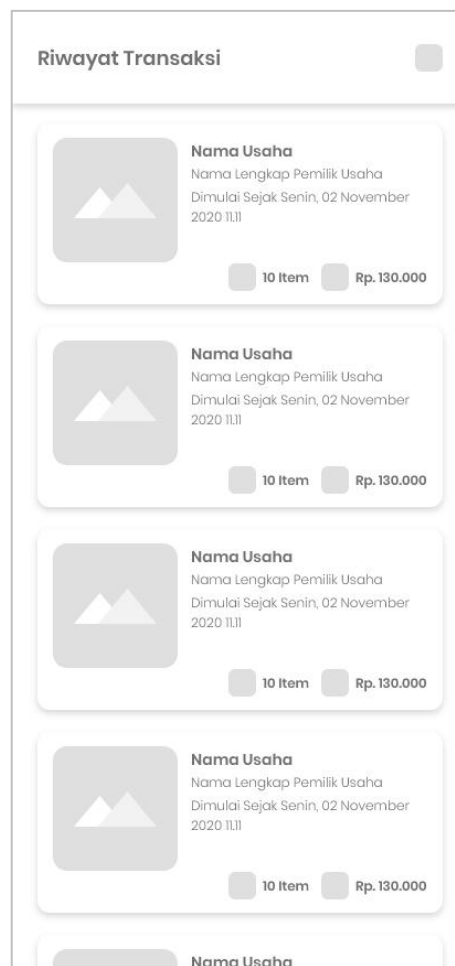 Riwayat Transaksi
Nama Usaha
Nama Lengkap Pemilik Usaha
Dimulai Sejak Senin, 02 November
2020 11.11
10 Item Rp. 130.000
Nama Usaha
Nama Lengkap Pemilik Usaha
Dimulai Sejak Senin, 02 November
2020 11.11
10 Item Rp. 130.000
Nama Usaha
Nama Lengkap Pemilik Usaha
Dimulai Sejak Senin, 02 November
2020 11.11
10 Item Rp. 130.000
Nama Usaha
Nama Lengkap Pemilik Usaha
Dimulai Sejak Senin, 02 November
2020 11.11
10 Item Rp. 130.000
Nama Usaha